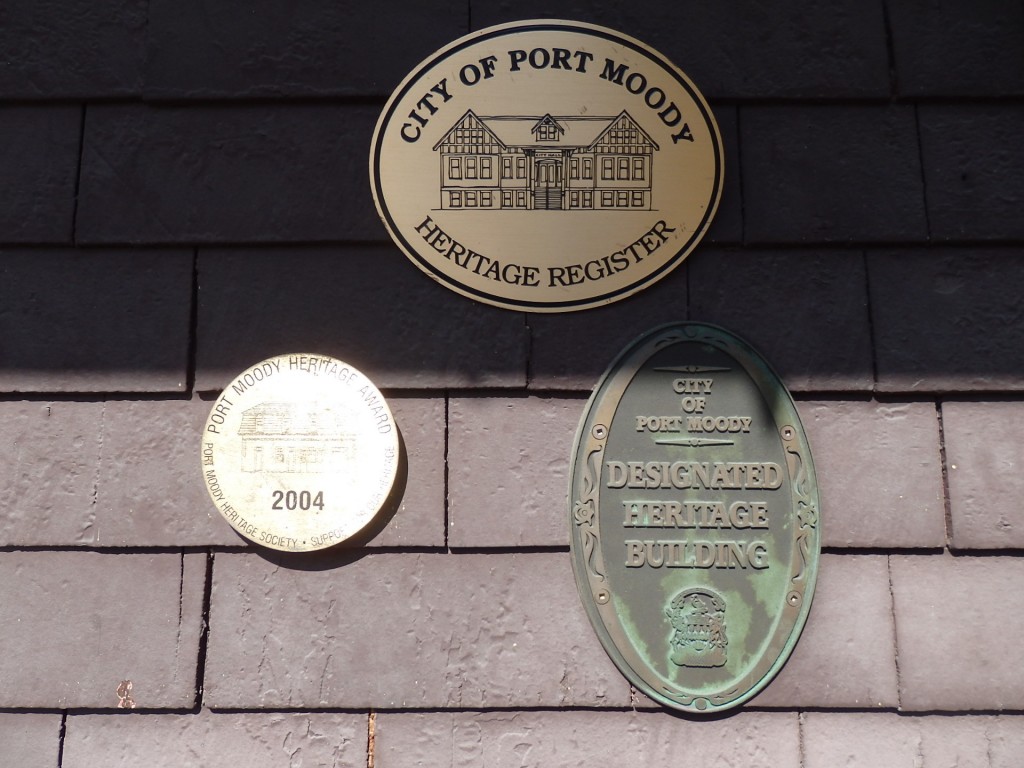 CITY OF PORT MOODY
HERITAGE REGISTER
PORT MOODY HERITAGE AWARD
2004
PORT MOODY HERITAGE SOCIETY •
CITY
OF
PORT MOODY
DESIGNATED
HERITAGE
BUILDING